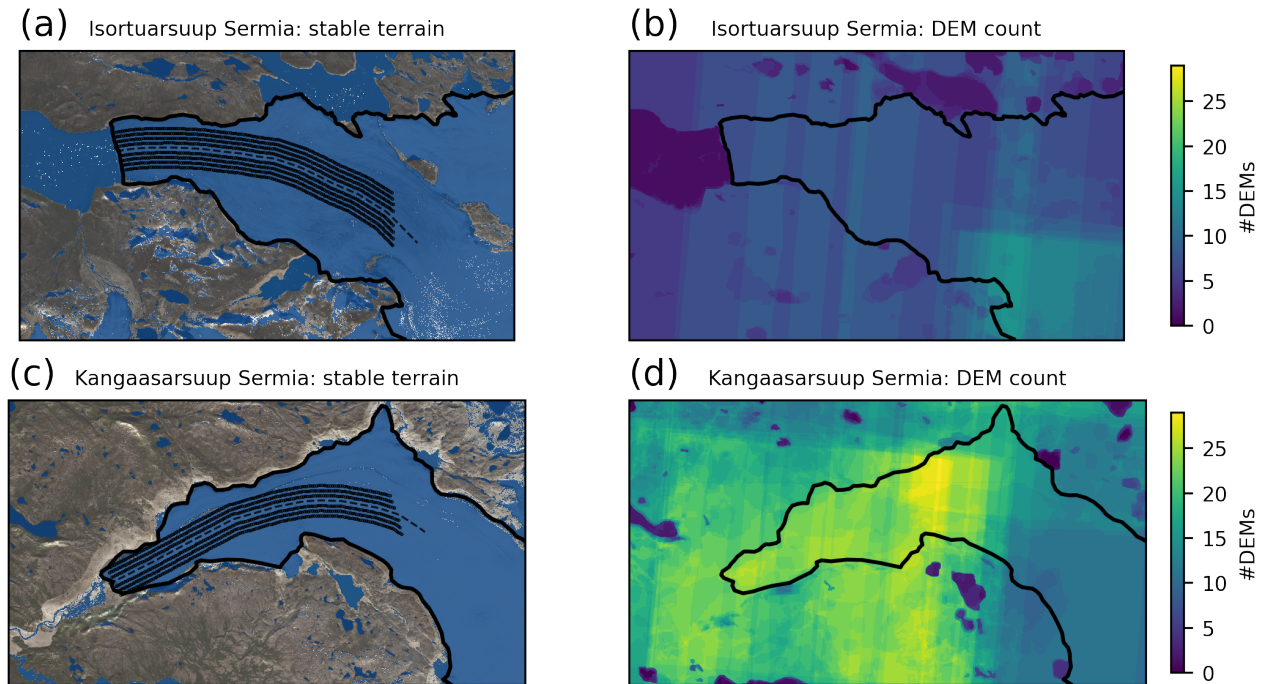 (a) Isortuarsuup Sermia: stable terrain
(b) Isortuarsuup Sermia: DEM count
25
20
15
10
5
0
#DEMs
(c) Kangaasarsuup Sermia: stable terrain
(d) Kangaasarsuup Sermia: DEM count
25
20
15
10
5
0
#DEMs